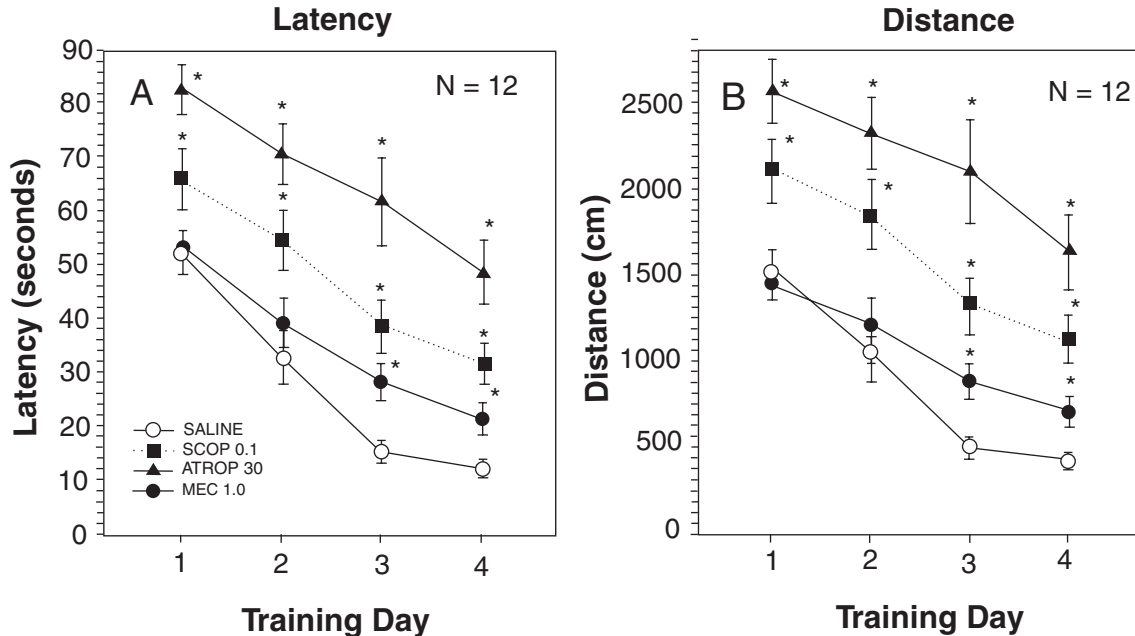 Latency
A
N = 12
Latency (seconds)
90
80
70
60
50
40
30
20
10
0
SALINE
SCOP 0.1
ATROP 30
MEC 1.0
* * * *
* * * *
* *
1 2 3 4
Training Day
Distance
B
N = 12
Distance (cm)
2500
2000
1500
1000
500
0
* * * *
* * * *
* *
1 2 3 4
Training Day